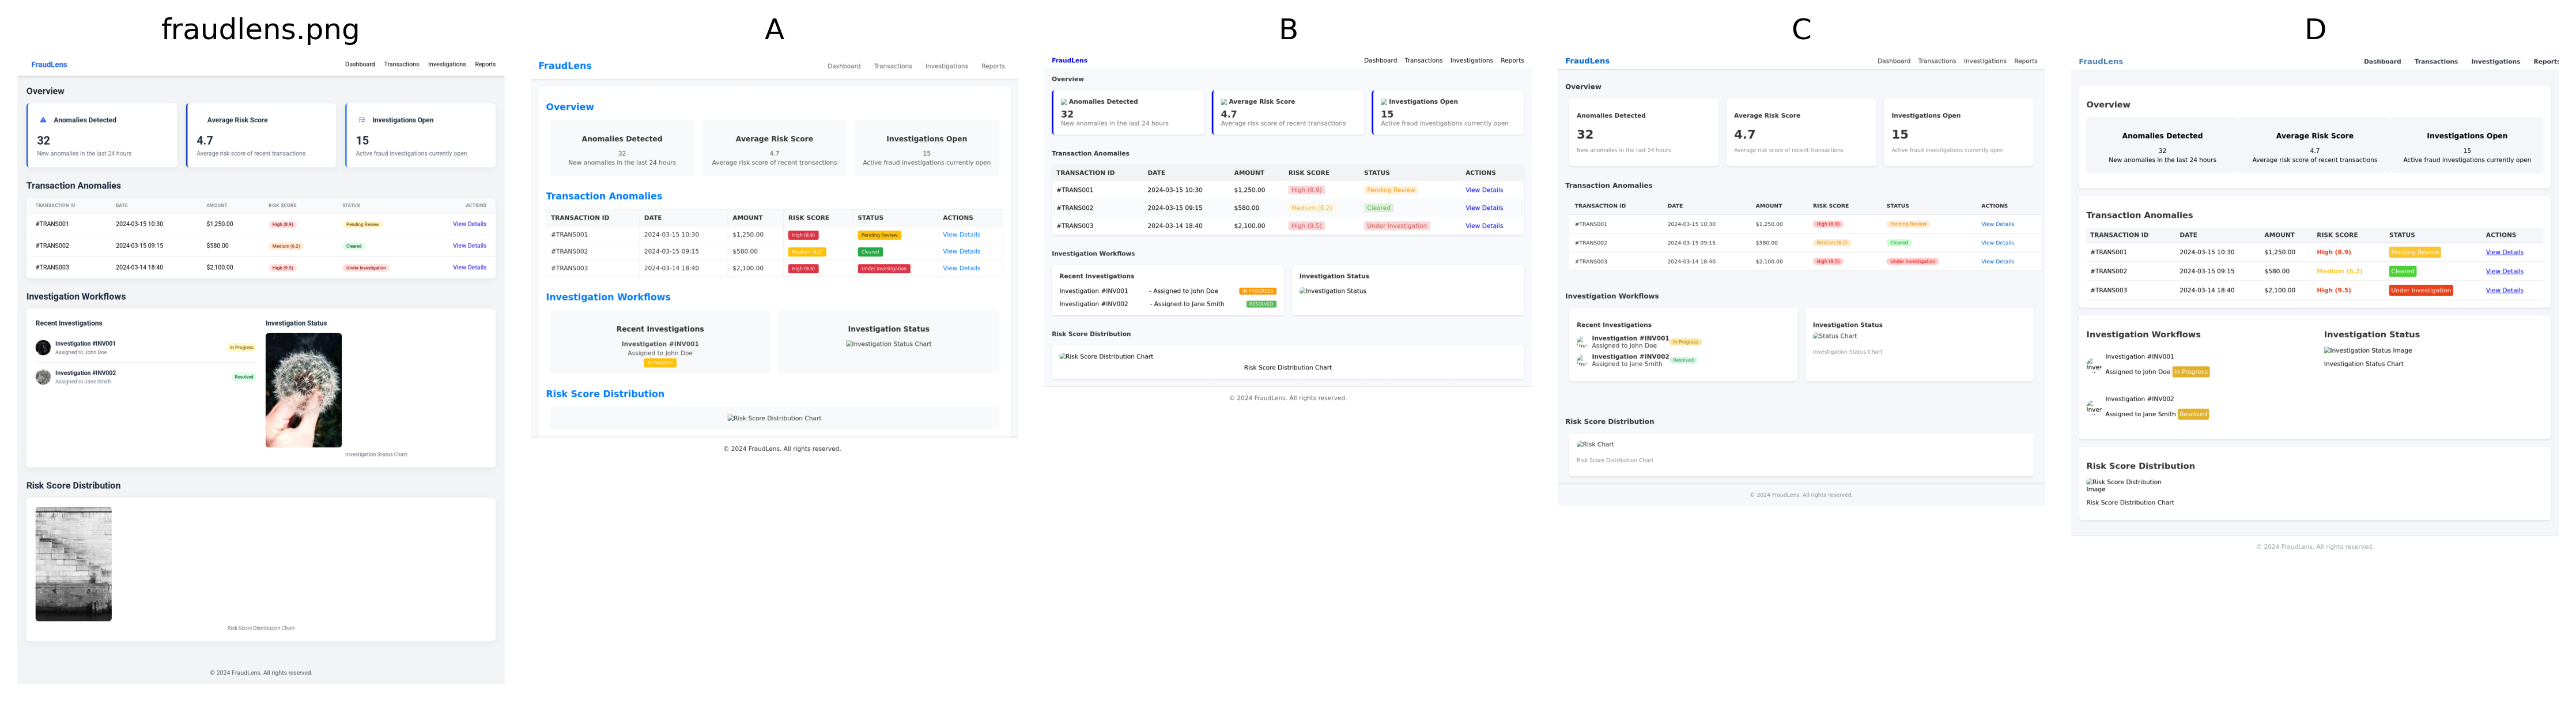 fraudlens.png
FraudLens
Dashboard Transactions Investigations Reports
Overview
Anomalies Detected
32
New anomalies in the last 24 hours
Average Risk Score
4.7
Average risk score of recent transactions
Investigations Open
15
Active fraud investigations currently open
Transaction Anomalies
TRANSACTION ID DATE AMOUNT RISK SCORE STATUS ACTIONS
#TRANS001 2024-03-15 10:30 $1,250.00 High (8.9) Pending Review View Details
#TRANS002 2024-03-15 09:15 $580.00 Medium (6.2) Cleared View Details
#TRANS003 2024-03-14 18:40 $2,100.00 High (9.5) Under Investigation View Details
Investigation Workflows
Recent Investigations
Investigation #INV001
Assigned to John Doe
In Progress
Investigation #INV002
Assigned to Jane Smith
Resolved
Investigation Status
Investigation Status Chart
Risk Score Distribution
Risk Score Distribution Chart
© 2024 FraudLens. All rights reserved.
A
FraudLens
Dashboard Transactions Investigations Reports
Overview
Anomalies Detected
32
New anomalies in the last 24 hours
Average Risk Score
4.7
Average risk score of recent transactions
Investigations Open
15
Active fraud investigations currently open
Transaction Anomalies
TRANSACTION ID DATE AMOUNT RISK SCORE STATUS ACTIONS
#TRANS001 2024-03-15 10:30 $1,250.00 High (8.9) Pending Review View Details
#TRANS002 2024-03-15 09:15 $580.00 Medium (6.2) Cleared View Details
#TRANS003 2024-03-14 18:40 $2,100.00 High (9.5) Under Investigation View Details
Investigation Workflows
Recent Investigations
Investigation #INV001
Assigned to John Doe
In Progress
Investigation Status
Investigation Status Chart
Risk Score Distribution
Risk Score Distribution Chart
© 2024 FraudLens. All rights reserved.
B
FraudLens
Dashboard Transactions Investigations Reports
Overview
Anomalies Detected
32
New anomalies in the last 24 hours
Average Risk Score
4.7
Average risk score of recent transactions
Investigations Open
15
Active fraud investigations currently open
Transaction Anomalies
TRANSACTION ID DATE AMOUNT RISK SCORE STATUS ACTIONS
#TRANS001 2024-03-15 10:30 $1,250.00 High (8.9) Pending Review View Details
#TRANS002 2024-03-15 09:15 $580.00 Medium (6.2) Cleared View Details
#TRANS003 2024-03-14 18:40 $2,100.00 High (9.5) Under Investigation View Details
Investigation Workflows
Recent Investigations
Investigation #INV001 - Assigned to John Doe IN PROGRESS
Investigation #INV002 - Assigned to Jane Smith RESOLVED
Investigation Status
Investigation Status
Risk Score Distribution
Risk Score Distribution Chart
Risk Score Distribution Chart
© 2024 FraudLens. All rights reserved.
C
FraudLens
Dashboard Transactions Investigations Reports
Overview
Anomalies Detected
32
New anomalies in the last 24 hours
Average Risk Score
4.7
Average risk score of recent transactions
Investigations Open
15
Active fraud investigations currently open
Transaction Anomalies
TRANSACTION ID DATE AMOUNT RISK SCORE STATUS ACTIONS
#TRANS001 2024-03-15 10:30 $1,250.00 High (8.9) Pending Review View Details
#TRANS002 2024-03-15 09:15 $580.00 Medium (6.2) Cleared View Details
#TRANS003 2024-03-14 18:40 $2,100.00 High (9.5) Under Investigation View Details
Investigation Workflows
Recent Investigations
Investigation #INV001
Assigned to John Doe
In Progress
Investigation #INV002
Assigned to Jane Smith
Resolved
Investigation Status
Status Chart
Investigation Status Chart
Risk Score Distribution
Risk Chart
Risk Score Distribution Chart
© 2024 FraudLens. All rights reserved.
D
FraudLens
Dashboard Transactions Investigations Reports
Overview
Anomalies Detected
32
New anomalies in the last 24 hours
Average Risk Score
4.7
Average risk score of recent transactions
Investigations Open
15
Active fraud investigations currently open
Transaction Anomalies
TRANSACTION ID DATE AMOUNT RISK SCORE STATUS ACTIONS
#TRANS001 2024-03-15 10:30 $1,250.00 High (8.9) Pending Review View Details
#TRANS002 2024-03-15 09:15 $580.00 Medium (6.2) Cleared View Details
#TRANS003 2024-03-14 18:40 $2,100.00 High (9.5) Under Investigation View Details
Investigation Workflows
Investigation #INV001
Assigned to John Doe In Progress
Investigation #INV002
Assigned to Jane Smith Resolved
Investigation Status
Investigation Status Image
Investigation Status Chart
Risk Score Distribution
Risk Score Distribution
Image
Risk Score Distribution Chart
© 2024 FraudLens. All rights reserved.